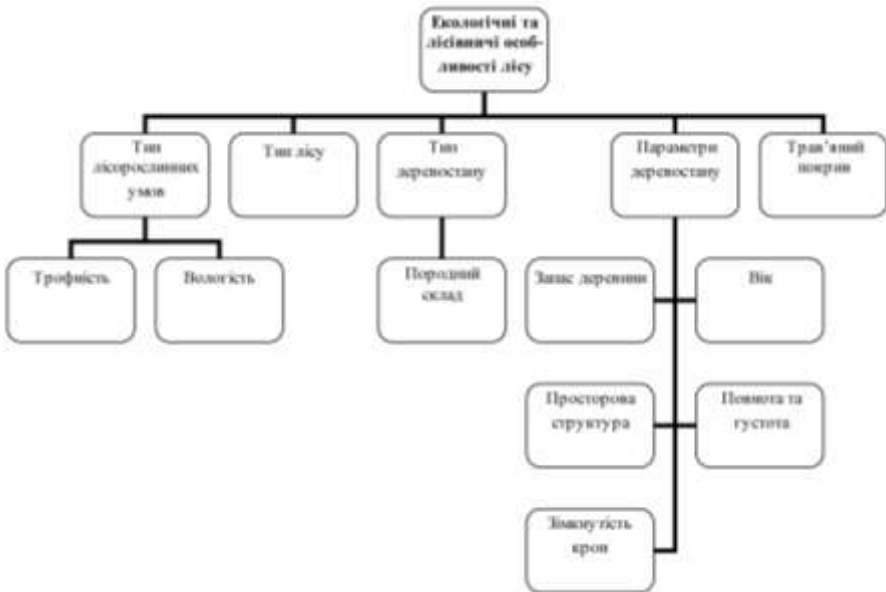 Екологічні та
лісівничі особ-
ливості лісу
Тип
лісорослинних
умов
Тип лісу
Тип
деревостану
Параметри
деревостану
Трав'яний
покрив
Трофність
Вологість
Породний
склад
Запас деревини
Вік
Просторова
структура
Повнота та
густота
Зімкнутість
крон